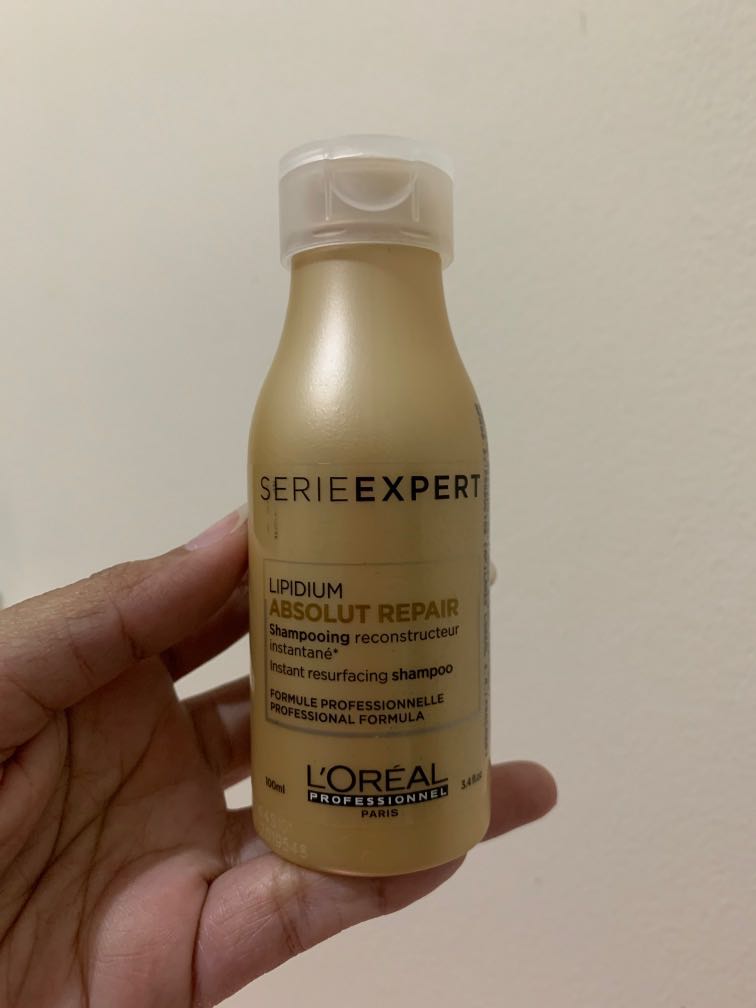 SERIEEXPERT
LIPIDIUM
ABSOLUT REPAIR
Shampooing reconstructeur
instantané*
Instant resurfacing shampoo
FORMULE PROFESSIONNELLE
PROFESSIONAL FORMULA
100ml
L'ORÉAL
PROFESSIONNEL
PARIS
3.4 fl.oz